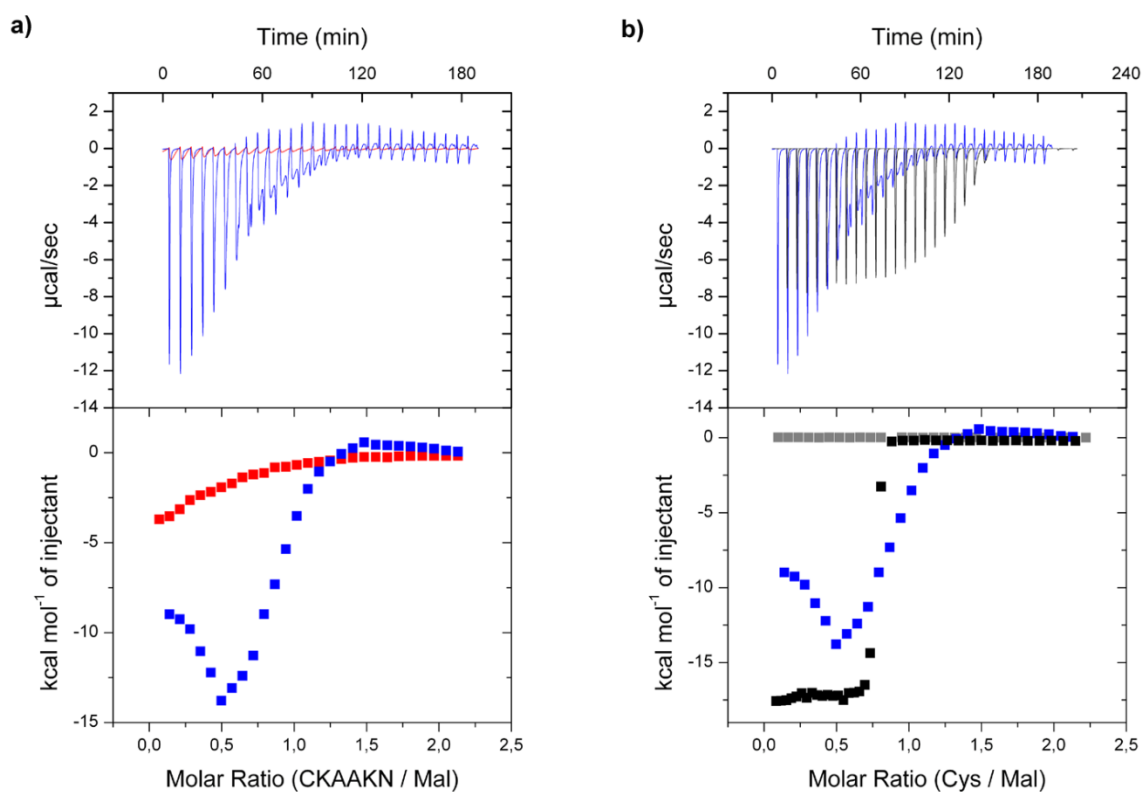 a)
Time (min)
0 60 120 180
2
0
-2
-4
-6
-8
-10
-12
-14
µcal/sec
0
-5
-10
-15
kcal mol⁻¹ of injectant
0,0 0,5 1,0 1,5 2,0 2,5
Molar Ratio (CKAAKN / Mal)
b)
Time (min)
0 60 120 180 240
2
0
-2
-4
-6
-8
-10
-12
-14
µcal/sec
0
-5
-10
-15
kcal mol⁻¹ of injectant
0,0 0,5 1,0 1,5 2,0 2,5
Molar Ratio (Cys / Mal)